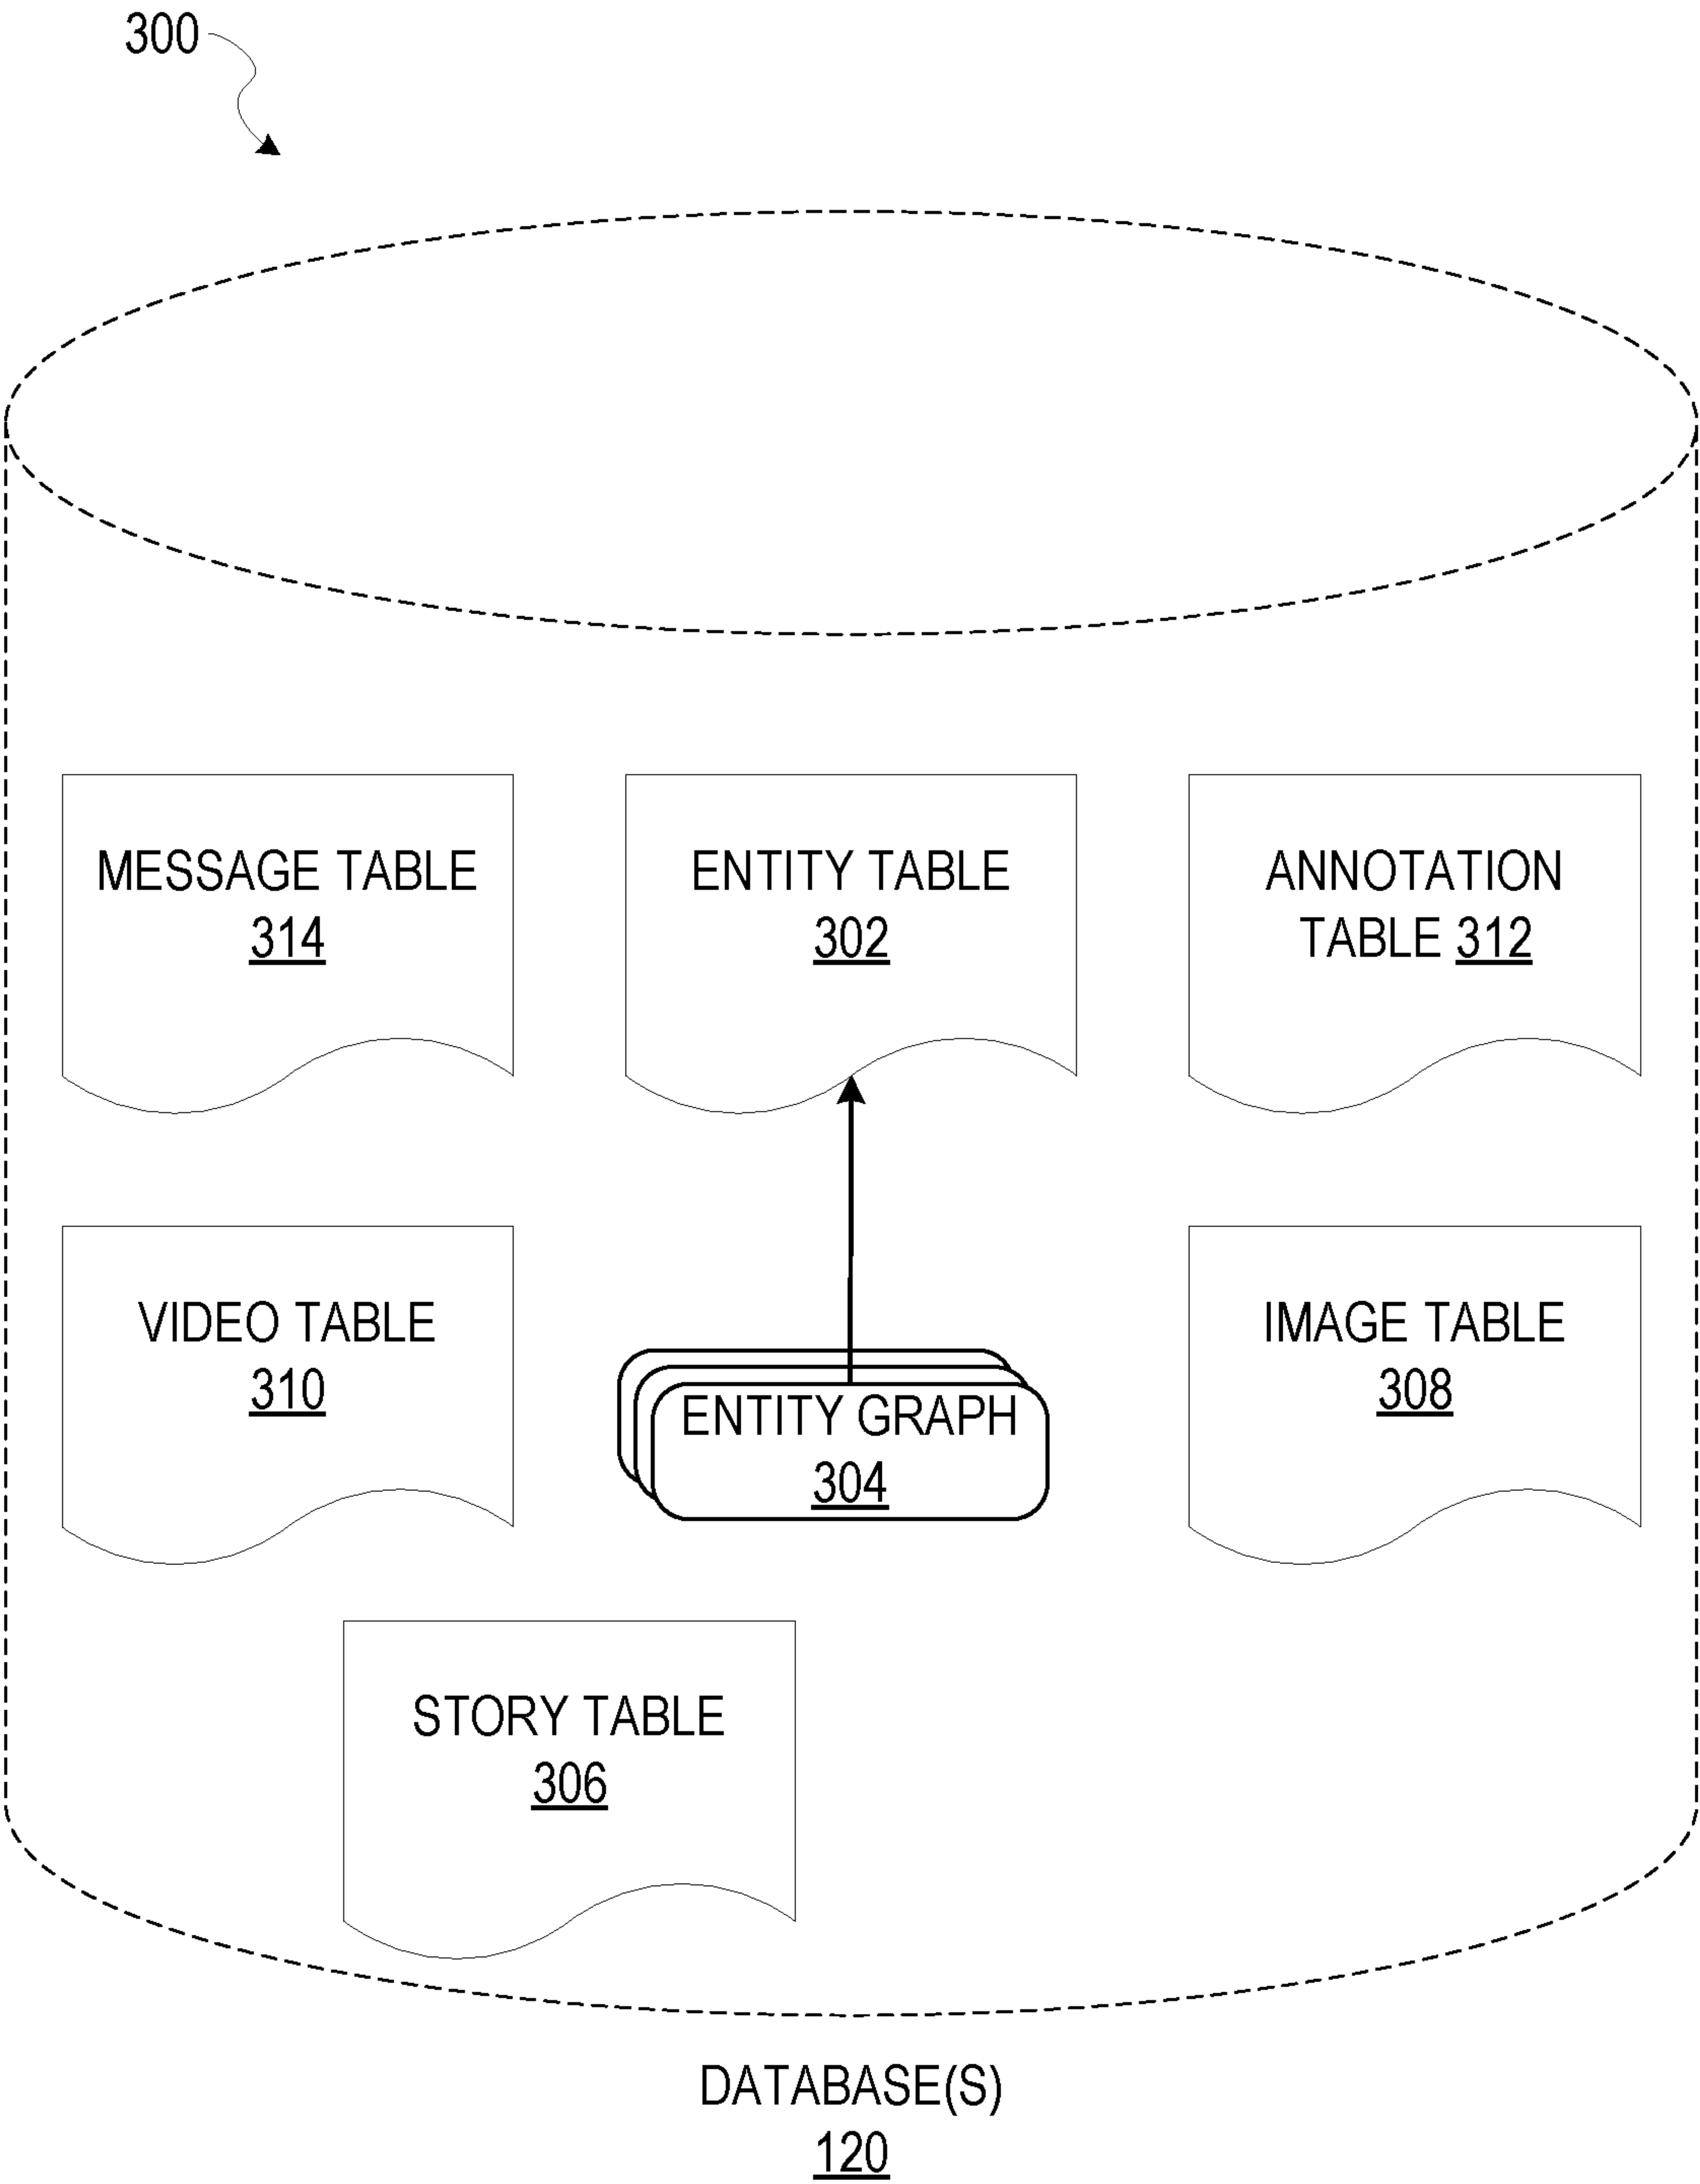 300
MESSAGE TABLE
314
ENTITY TABLE
302
ANNOTATION
TABLE 312
VIDEO TABLE
310
ENTITY GRAPH
304
IMAGE TABLE
308
STORY TABLE
306
DATABASE(S)
120